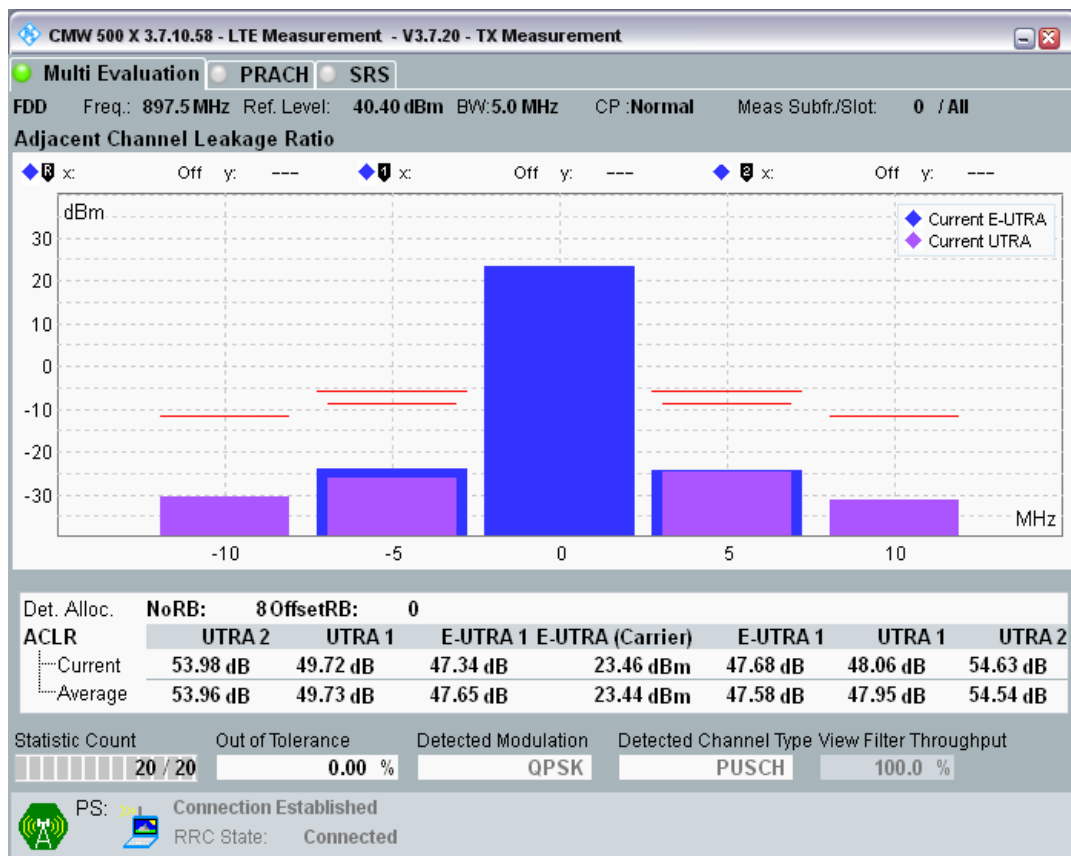 CMW 500 X 3.7.10.58 - LTE Measurement - V3.7.20 - TX Measurement
Multi Evaluation PRACH SRS
FDD Freq.: 897.5 MHz Ref. Level: 40.40 dBm BW:5.0 MHz CP :Normal Meas Subfr./Slot: 0 / All
Adjacent Channel Leakage Ratio
R x: Off y: --- 1 x: Off y: --- 2 x: Off y: ---
dBm
Current E-UTRA
Current UTRA
30
20
10
0
-10
-20
-30
MHz
-10 -5 0 5 10
Det. Alloc. NoRB: 8 OffsetRB: 0
ACLR UTRA 2 UTRA 1 E-UTRA 1 E-UTRA (Carrier) E-UTRA 1 UTRA 1 UTRA 2
Current 53.98 dB 49.72 dB 47.34 dB 23.46 dBm 47.68 dB 48.06 dB 54.63 dB
Average 53.96 dB 49.73 dB 47.65 dB 23.44 dBm 47.58 dB 47.95 dB 54.54 dB
Statistic Count Out of Tolerance Detected Modulation Detected Channel Type View Filter Throughput
20 / 20 0.00 % QPSK PUSCH 100.0 %
PS: Connection Established
RRC State: Connected